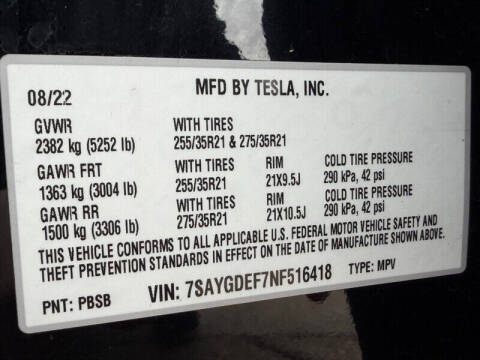 08/22 MFD BY TESLA, INC.
GVWR WITH TIRES
2382 kg (5252 lb) 255/35R21 & 275/35R21
GAWR FRT WITH TIRES RIM COLD TIRE PRESSURE
1363 kg (3004 lb) 255/35R21 21X9.5J 290 kPa, 42 psi
GAWR RR WITH TIRES RIM COLD TIRE PRESSURE
1500 kg (3306 lb) 275/35R21 21X10.5J 290 kPa, 42 psi
THIS VEHICLE CONFORMS TO ALL APPLICABLE U.S. FEDERAL MOTOR VEHICLE SAFETY AND
THEFT PREVENTION STANDARDS IN EFFECT ON THE DATE OF MANUFACTURE SHOWN ABOVE.
PNT: PBSB VIN: 7SAYGDEF7NF516418 TYPE: MPV